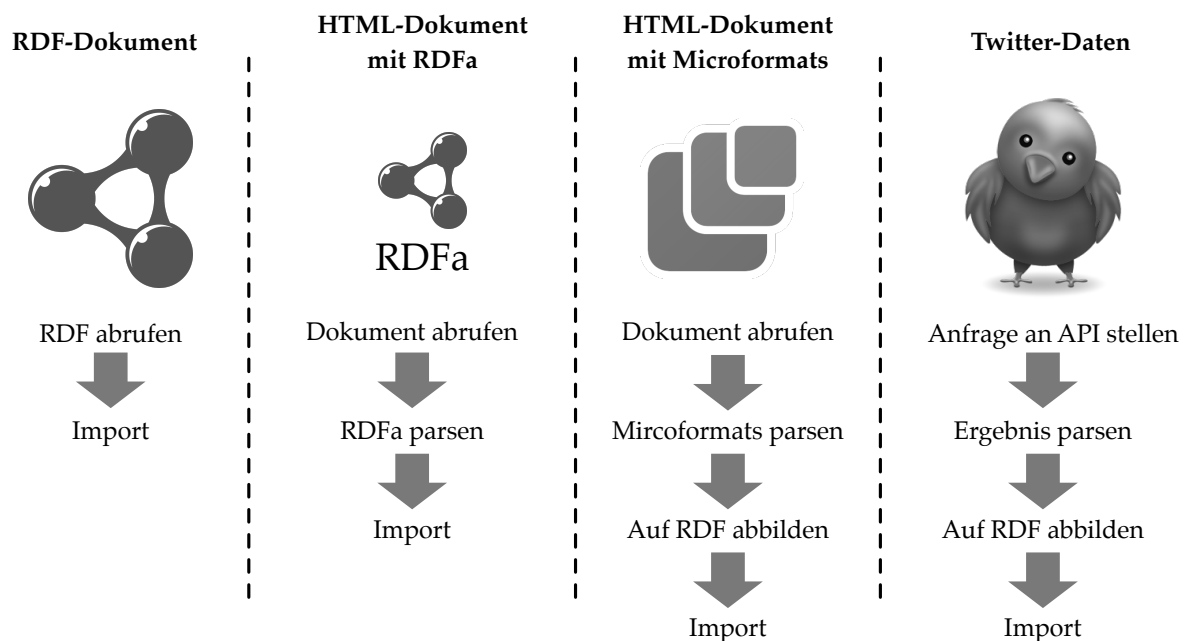 RDF-Dokument
HTML-Dokument
mit RDFa
HTML-Dokument
mit Microformats
Twitter-Daten
RDFa
RDF abrufen
Dokument abrufen
Dokument abrufen
Anfrage an API stellen
Import
RDFa parsen
Mircoformats parsen
Ergebnis parsen
Import
Auf RDF abbilden
Auf RDF abbilden
Import
Import